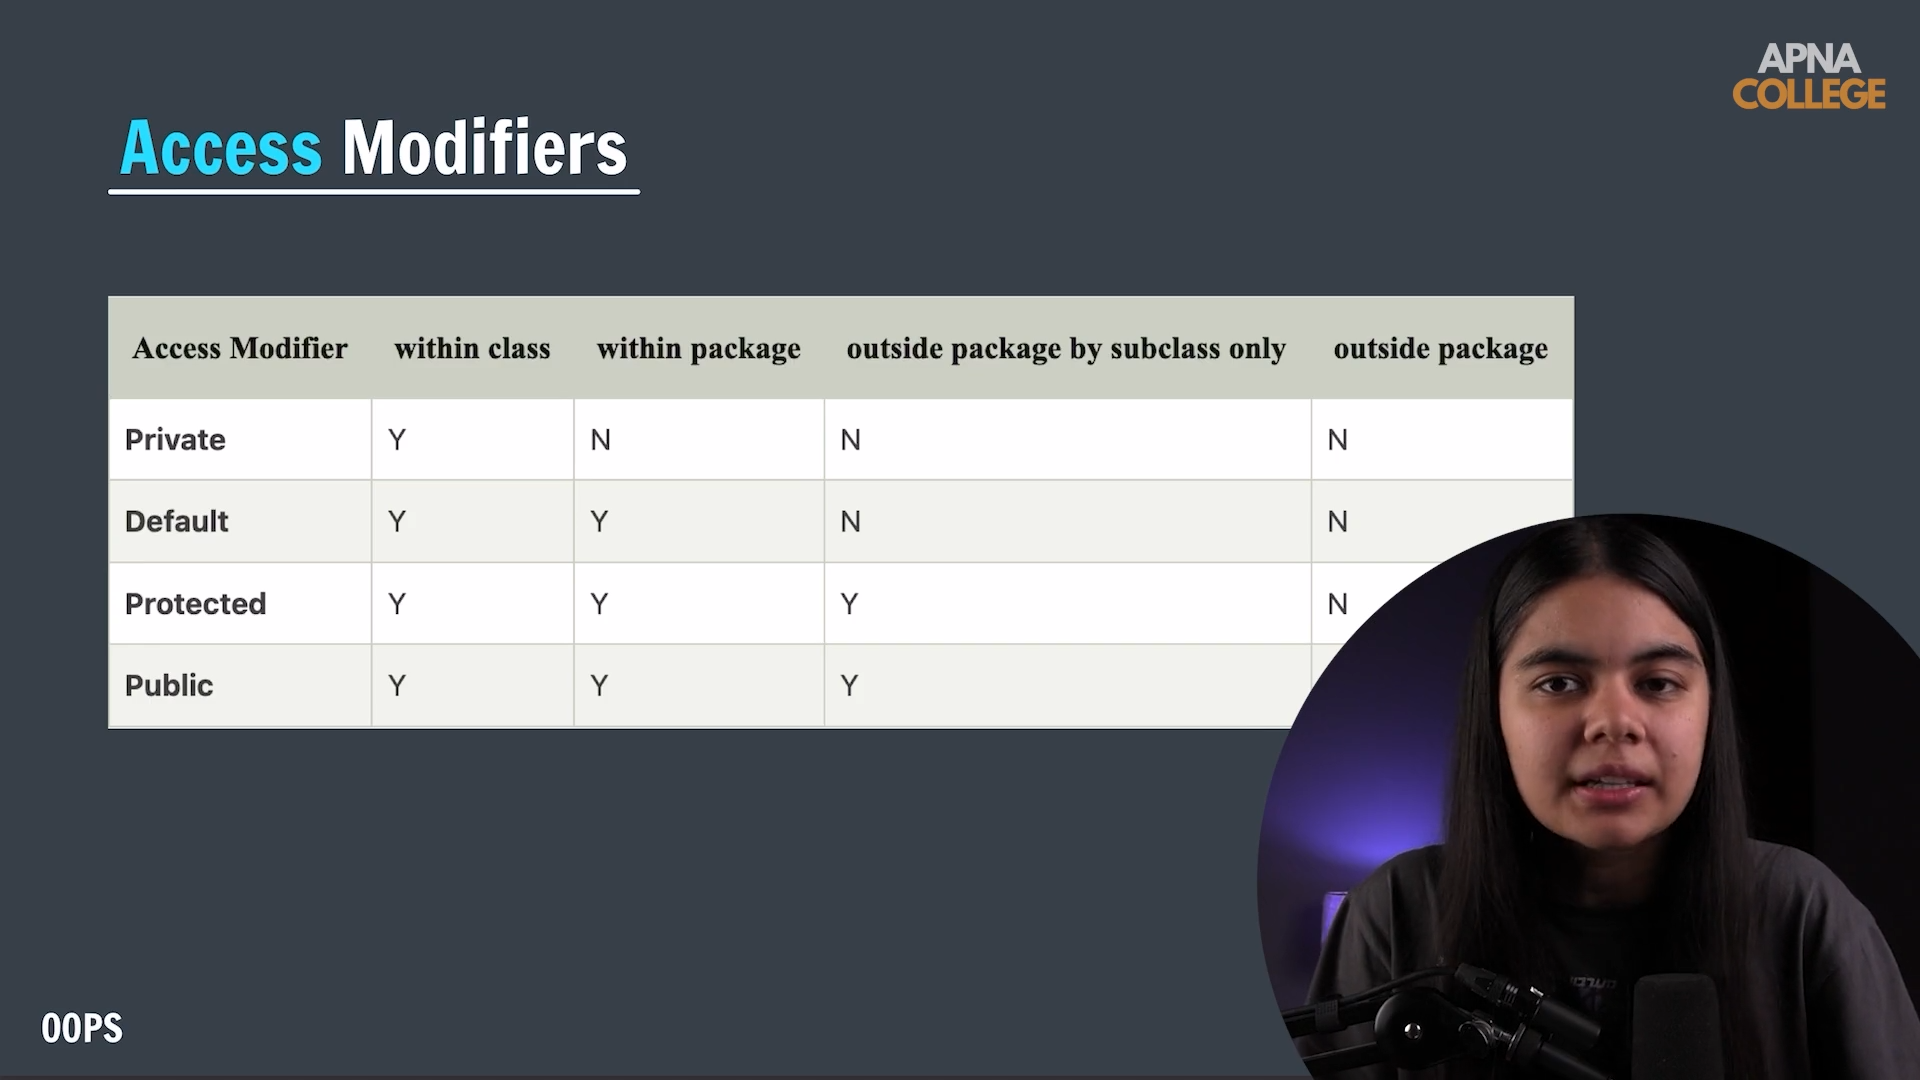 APNA
COLLEGE
Access Modifiers
Access Modifier within class within package outside package by subclass only outside package
Private Y N N N
Default Y Y N N
Protected Y Y Y N
Public Y Y Y
OOPS